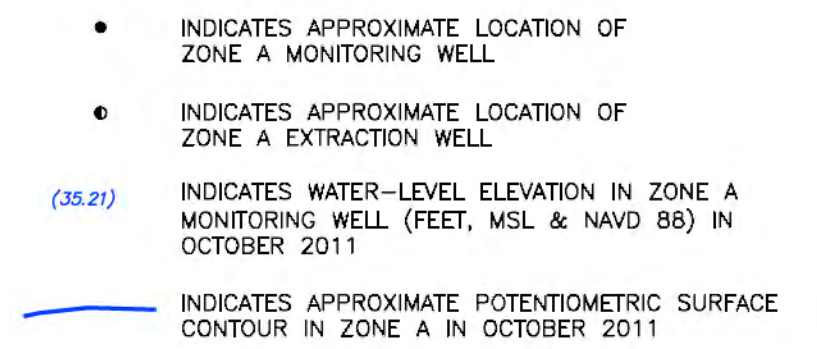 INDICATES APPROXIMATE LOCATION OF
ZONE A MONITORING WELL
INDICATES APPROXIMATE LOCATION OF
ZONE A EXTRACTION WELL
(35.21)
INDICATES WATER-LEVEL ELEVATION IN ZONE A
MONITORING WELL (FEET, MSL & NAVD 88) IN
OCTOBER 2011
INDICATES APPROXIMATE POTENTIOMETRIC SURFACE
CONTOUR IN ZONE A IN OCTOBER 2011